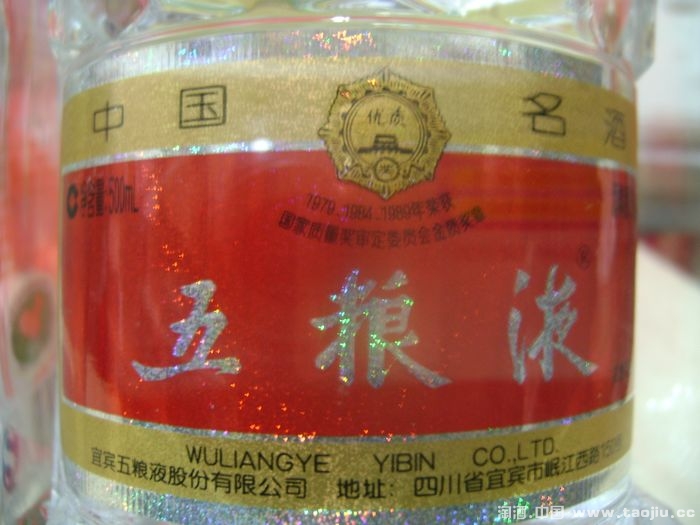 中国名酒
优质
奖
净含量:500mL
1979、1984、1989年荣获
国家质量奖审定委员会金质奖章
五粮液®
WULIANGYE YIBIN CO.,LTD.
宜宾五粮液股份有限公司 地址: 四川省宜宾市岷江西路150号
淘酒.中国 www.taojiu.cc